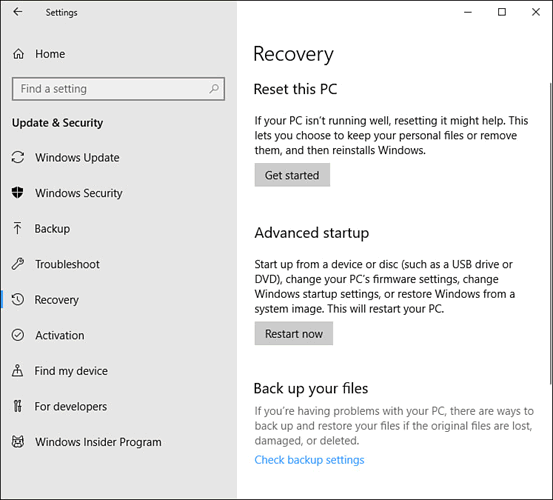 Settings
Home
Find a setting
Update & Security
Windows Update
Windows Security
Backup
Troubleshoot
Recovery
Activation
Find my device
For developers
Windows Insider Program
Recovery
Reset this PC
If your PC isn't running well, resetting it might help. This
lets you choose to keep your personal files or remove
them, and then reinstalls Windows.
Get started
Advanced startup
Start up from a device or disc (such as a USB drive or
DVD), change your PC's firmware settings, change
Windows startup settings, or restore Windows from a
system image. This will restart your PC.
Restart now
Back up your files
If you're having problems with your PC, there are ways to
back up and restore your files if the original files are lost,
damaged, or deleted.
Check backup settings